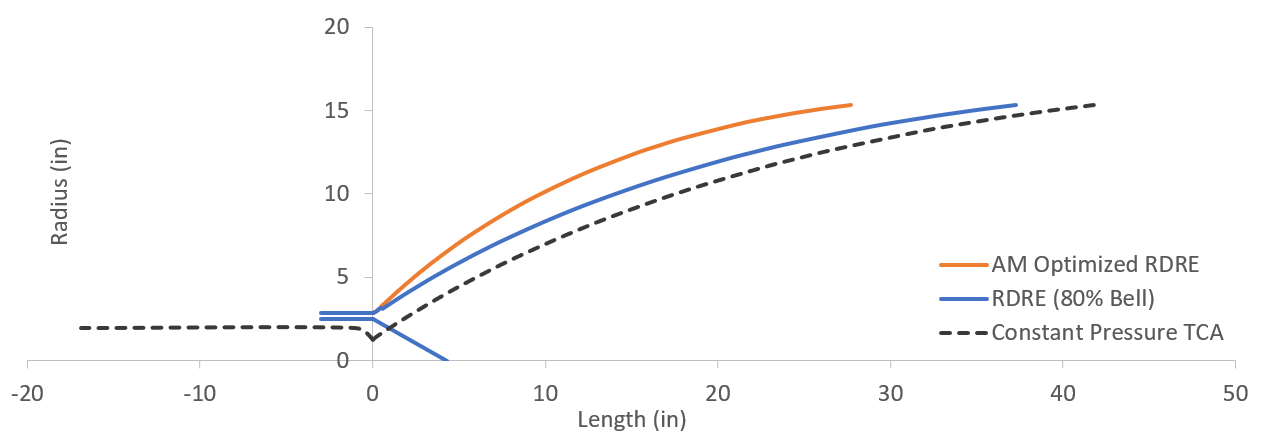 20
15
10
5
0
Radius (in)
-20 -10 0 10 20 30 40 50
Length (in)
AM Optimized RDRE
RDRE (80% Bell)
Constant Pressure TCA